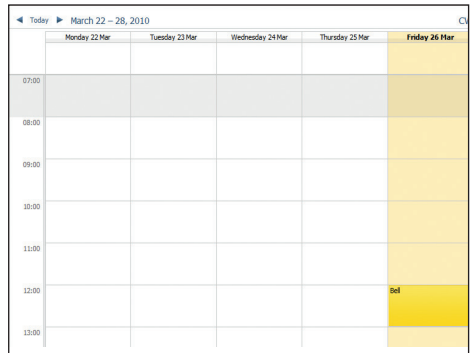 ◀ Today ▶ March 22 – 28, 2010 CV
Monday 22 Mar Tuesday 23 Mar Wednesday 24 Mar Thursday 25 Mar Friday 26 Mar
07:00
08:00
09:00
10:00
11:00
12:00 Bell
13:00